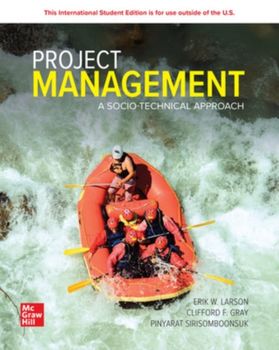 This International Student Edition is for use outside of the U.S.
PROJECT
MANAGEMENT
A SOCIO-TECHNICAL APPROACH
ERIK W. LARSON
CLIFFORD F. GRAY
PINYARAT SIRISOMBOONSUK
Mc
Graw
Hill